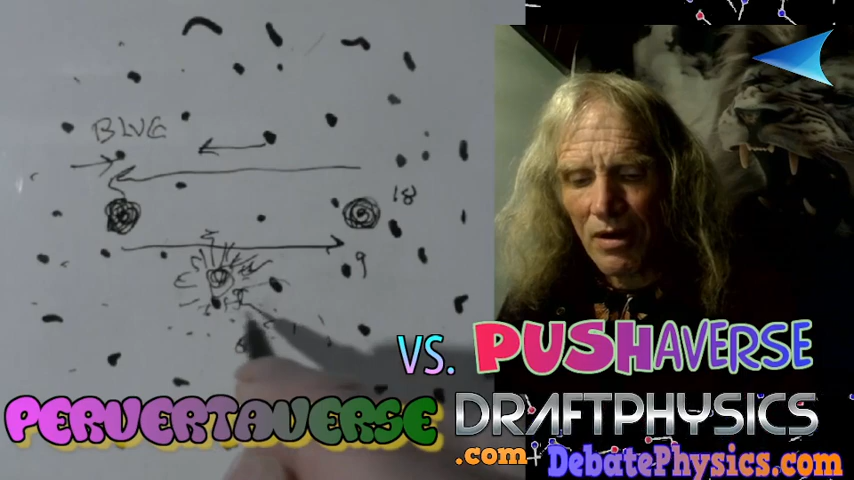 BLUE
18
9
VS. PUSHAVERSE
PERVERTAVERSE
DRAFTPHYSICS
.com
DebatePhysics.com